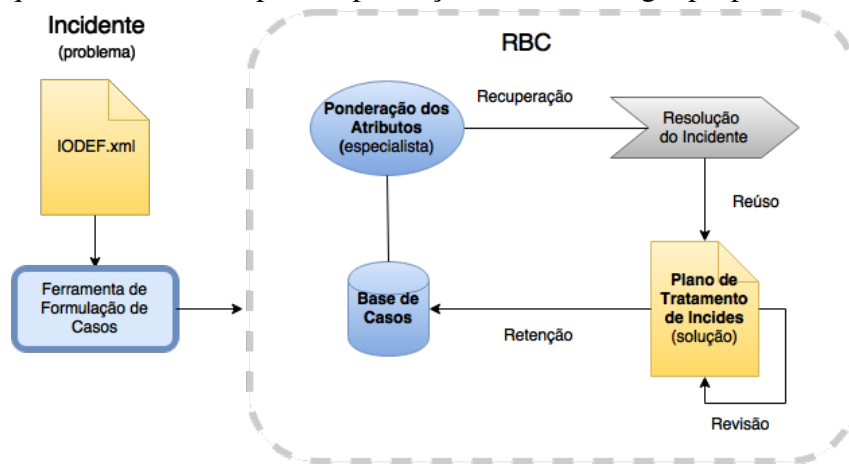 Incidente
(problema)
IODEF.xml
Ferramenta de
Formulação de
Casos
RBC
Ponderação dos
Atributos
(especialista)
Recuperação
Resolução
do Incidente
Reúso
Plano de
Tratamento
de Incides
(solução)
Revisão
Retenção
Base de
Casos